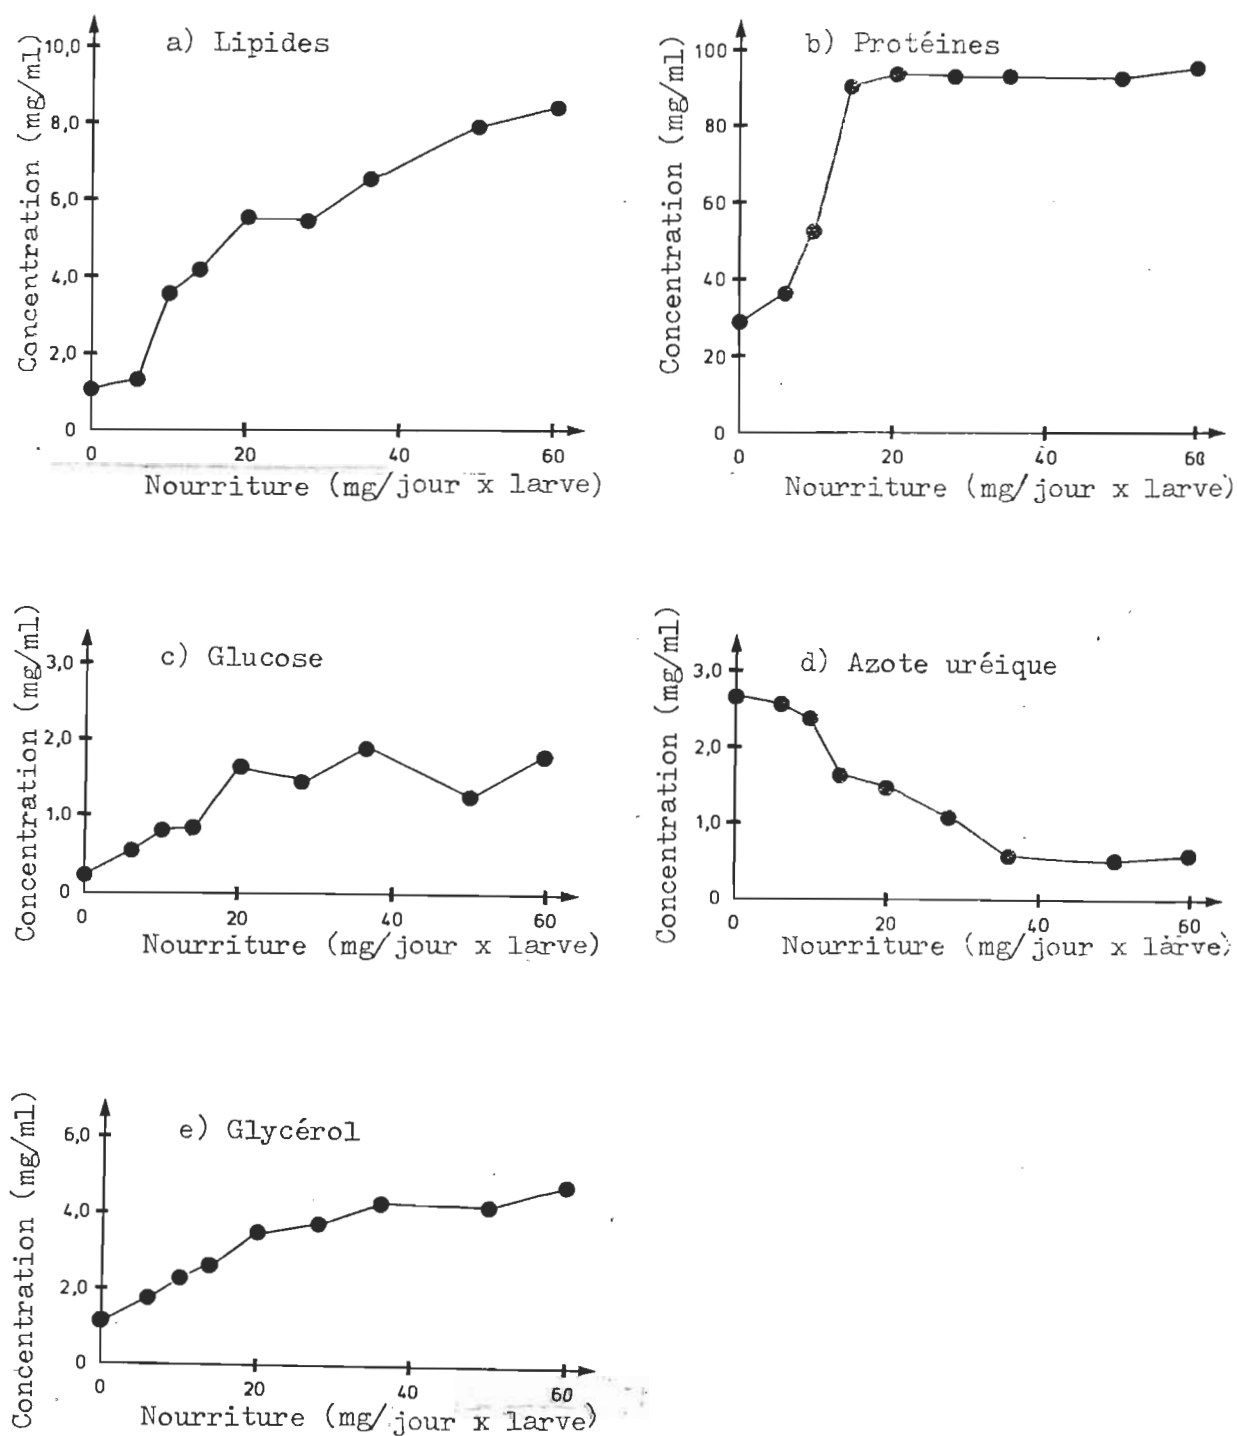 a) Lipides
Concentration (mg/ml)
10,0
8,0
6,0
4,0
2,0
0
0 20 40 60
Nourriture (mg/jour x larve)
b) Protéines
Concentration (mg/ml)
100
80
60
40
20
0
0 20 40 60
Nourriture (mg/jour x larve)
c) Glucose
Concentration (mg/ml)
3,0
2,0
1,0
0
0 20 40 60
Nourriture (mg/jour x larve)
d) Azote uréique
Concentration (mg/ml)
3,0
2,0
1,0
0
0 20 40 60
Nourriture (mg/jour x larve)
e) Glycérol
Concentration (mg/ml)
6,0
4,0
2,0
0
0 20 40 60
Nourriture (mg/jour x larve)